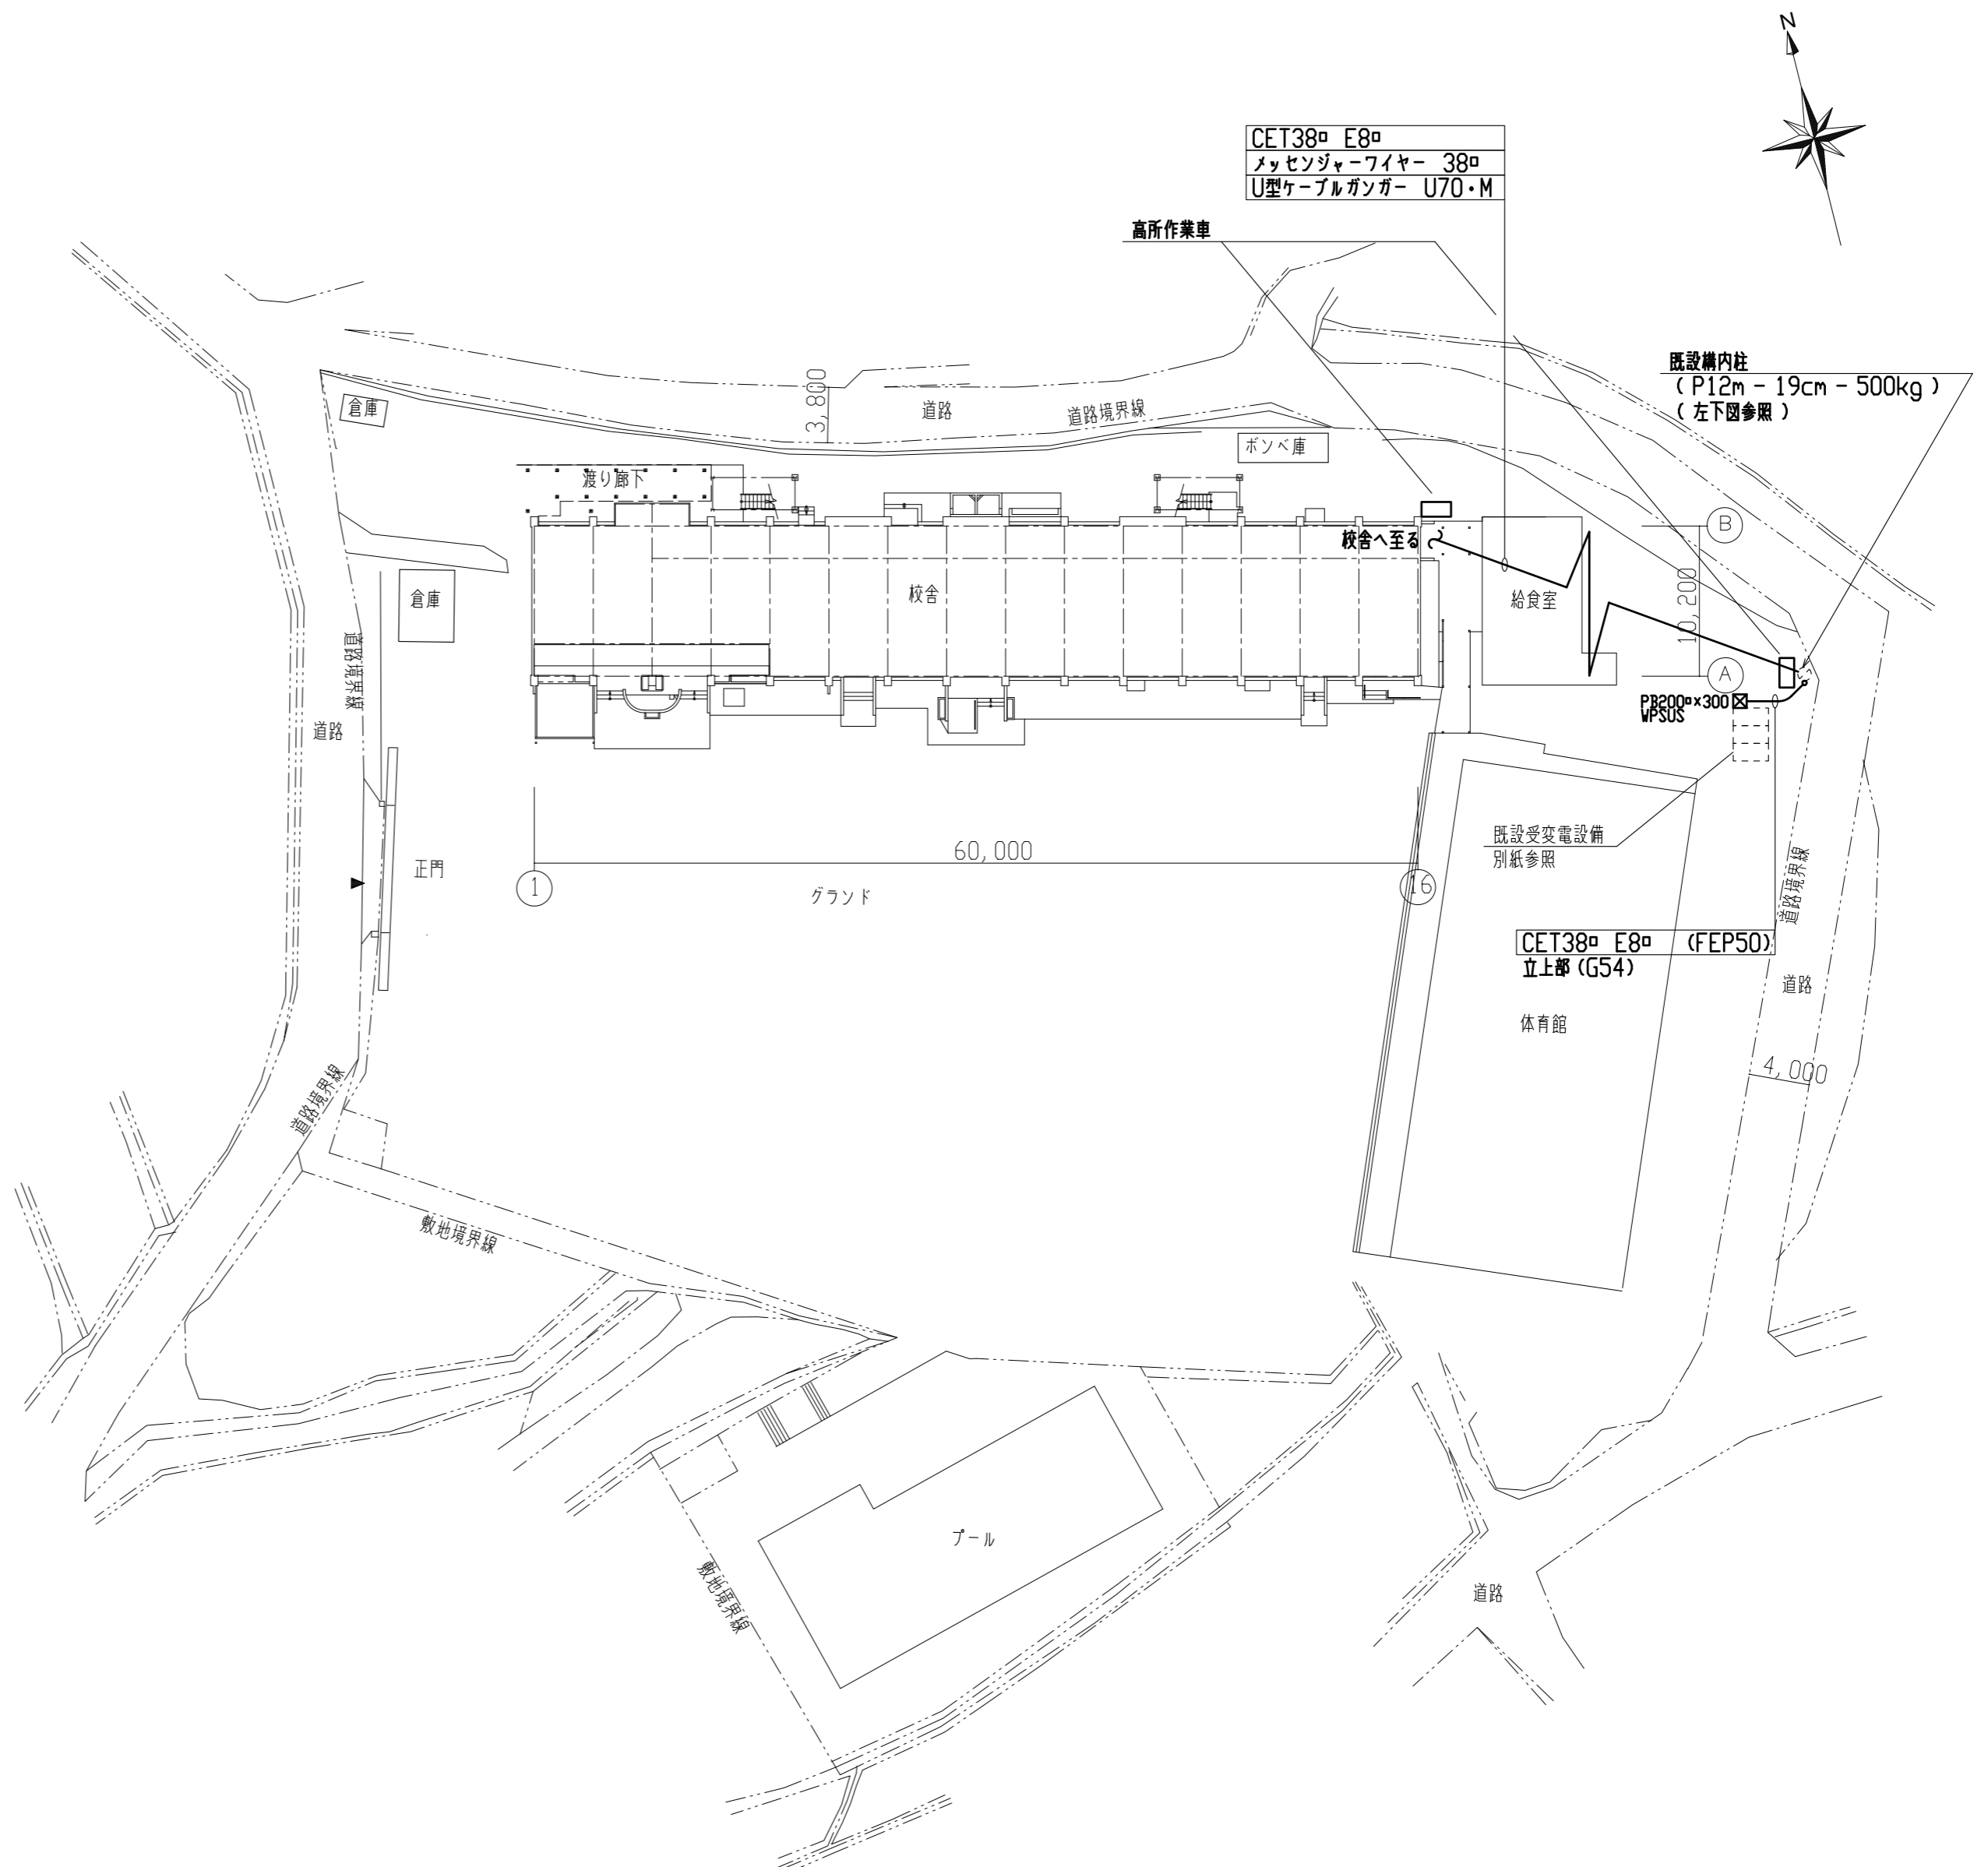 N
CET38□ E8□
メッセンジャーワイヤー 38□
U型ケーブルガンガー U70・M
高所作業車
既設構内柱
( P12m - 19cm - 500kg )
( 左下図参照 )
倉庫
3,800
道路
道路境界線
ボンベ庫
渡り廊下
B
校舎へ至る
倉庫
校舎
給食室
10,200
道路境界線
A
PB200□×300
WPSUS
道路
60,000
既設受変電設備
別紙参照
正門
1
16
グランド
道路境界線
CET38□ E8□ (FEP50)
立上部(G54)
道路
体育館
4,000
道路境界線
敷地境界線
プール
敷地境界線
道路